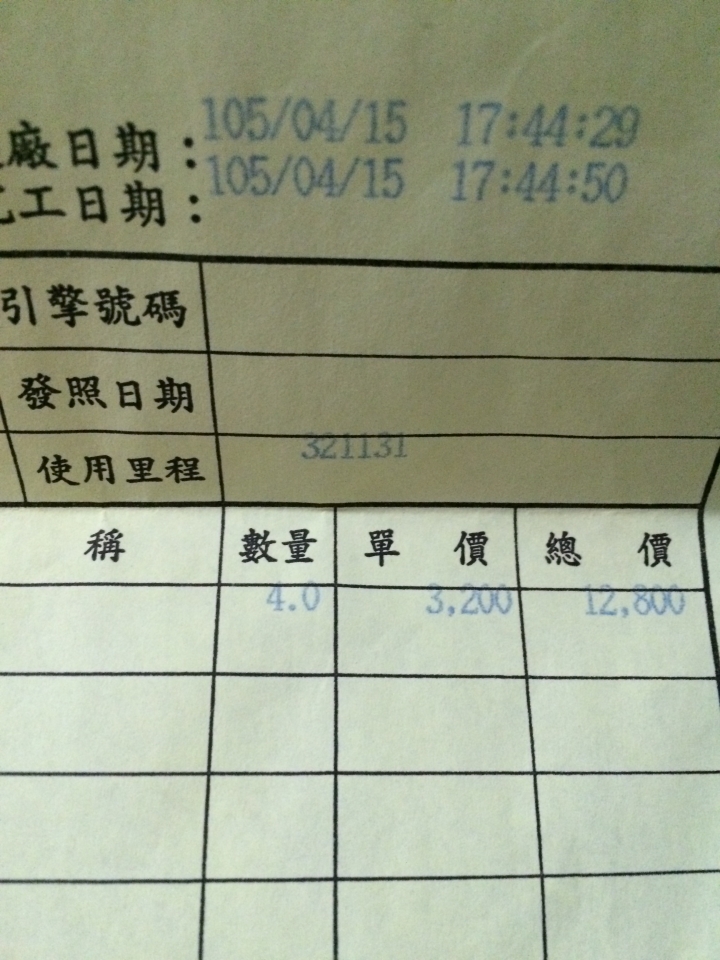 廠日期：105/04/15 17:44:29
工日期：105/04/15 17:44:50
引擎號碼
發照日期
使用里程 321131
稱 數量 單價 總價
4.0 3,200 12,800